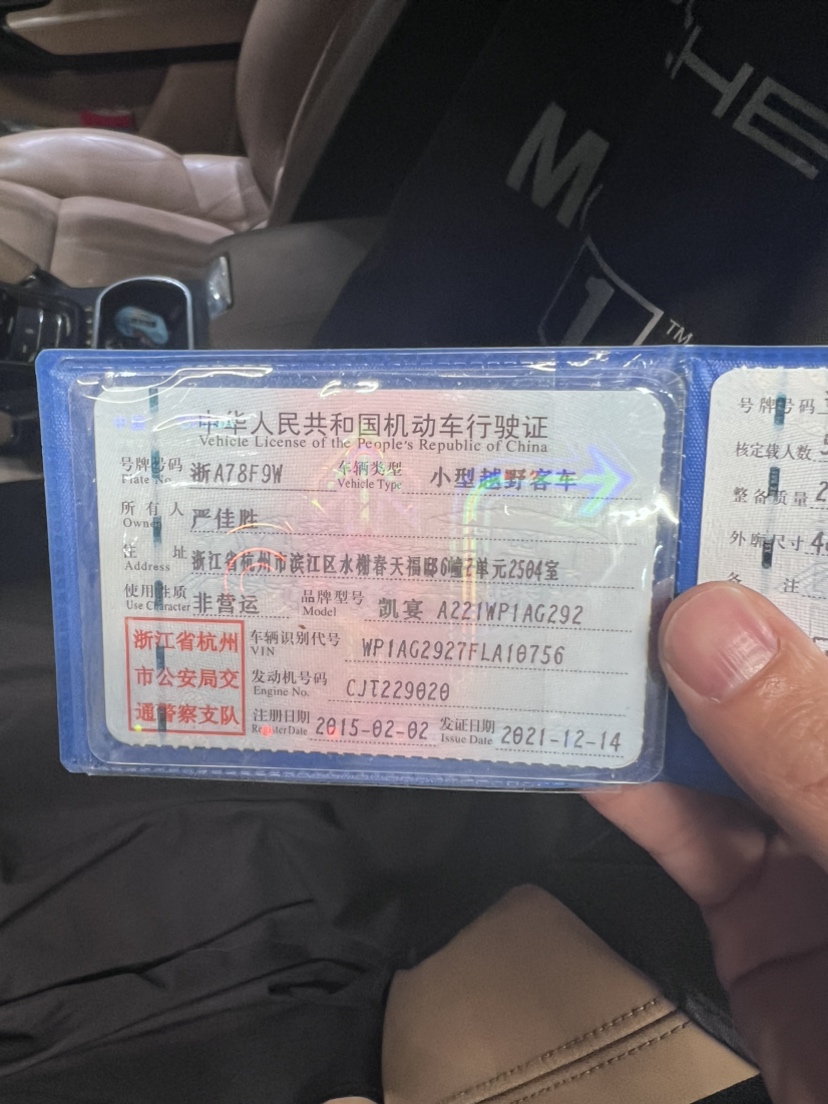 HE
M
1
TM
中华人民共和国机动车行驶证
Vehicle License of the People's Republic of China
号牌号码 浙A78F9W 车辆类型 小型越野客车
Plate No. Vehicle Type
所有人 严佳胜
Owner
住址 浙江省杭州市滨江区水榭春天福邸6幢2单元2504室
Address
使用性质 非营运 品牌型号 凯宴 A221WP1AG292
Use Character Model
浙江省杭州
市公安局交
通警察支队
车辆识别代号 WP1AG2927FLA10756
VIN
发动机号码 CJT229020
Engine No.
注册日期 2015-02-02 发证日期 2021-12-14
Register Date Issue Date
号牌号码
核定载人数 5
整备质量 2
外廓尺寸 4
备注